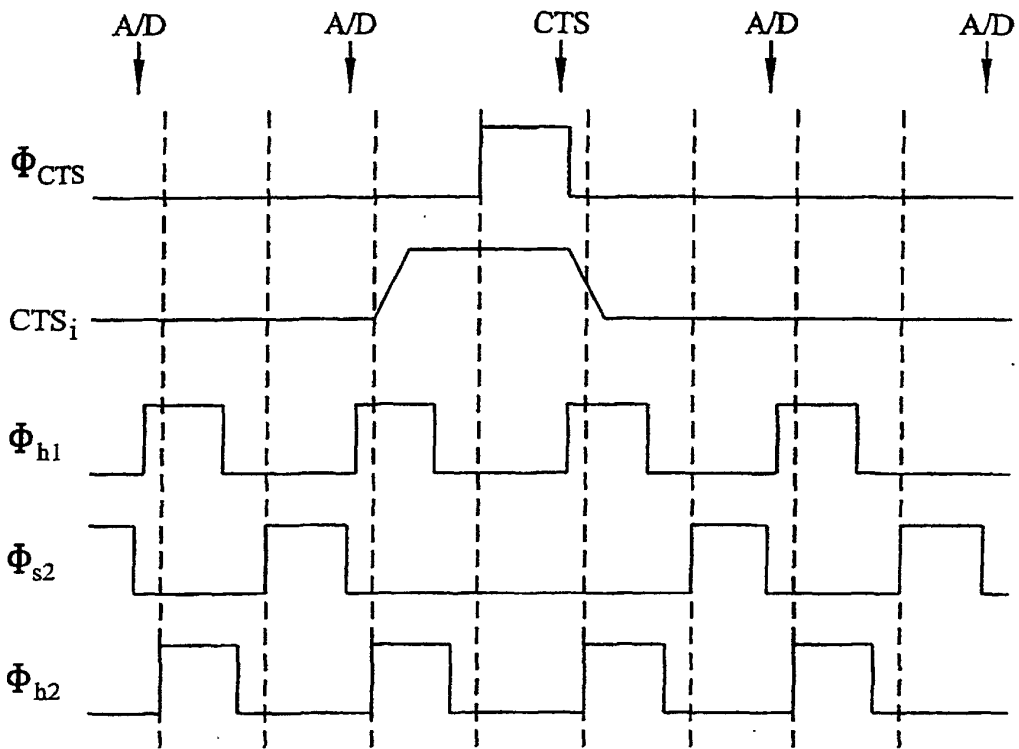 A/D A/D CTS A/D A/D
Φ_CTS
CTS_i
Φ_h1
Φ_s2
Φ_h2